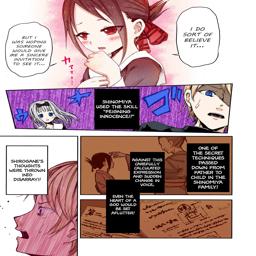 I DO
SORT OF
BELIEVE
IT...
BUT I
WAS HOPING
SOMEONE
WOULD GIVE
ME SINCERE
INVITATION
TO SEE IT...
SHINOMIYA
USED THE SKILL
"FEIGNING
INNOCENCE!!"
ONE OF
THE SECRET
TECHNIQUES
PASSED
DOWN FROM
FATHER TO
CHILD IN THE
SHINOMIYA
FAMILY!
AGAINST THIS
CAREFULLY
CALCULATED
EXPRESSION
AND SUDDEN
CHANGE IN
VOICE,
EVEN THE
HEART OF A
GOD WOULD
BE SET
AFLUTTER!
SHIROGANE'S
THOUGHTS
WERE THROWN
INTO
DISARRAY!!